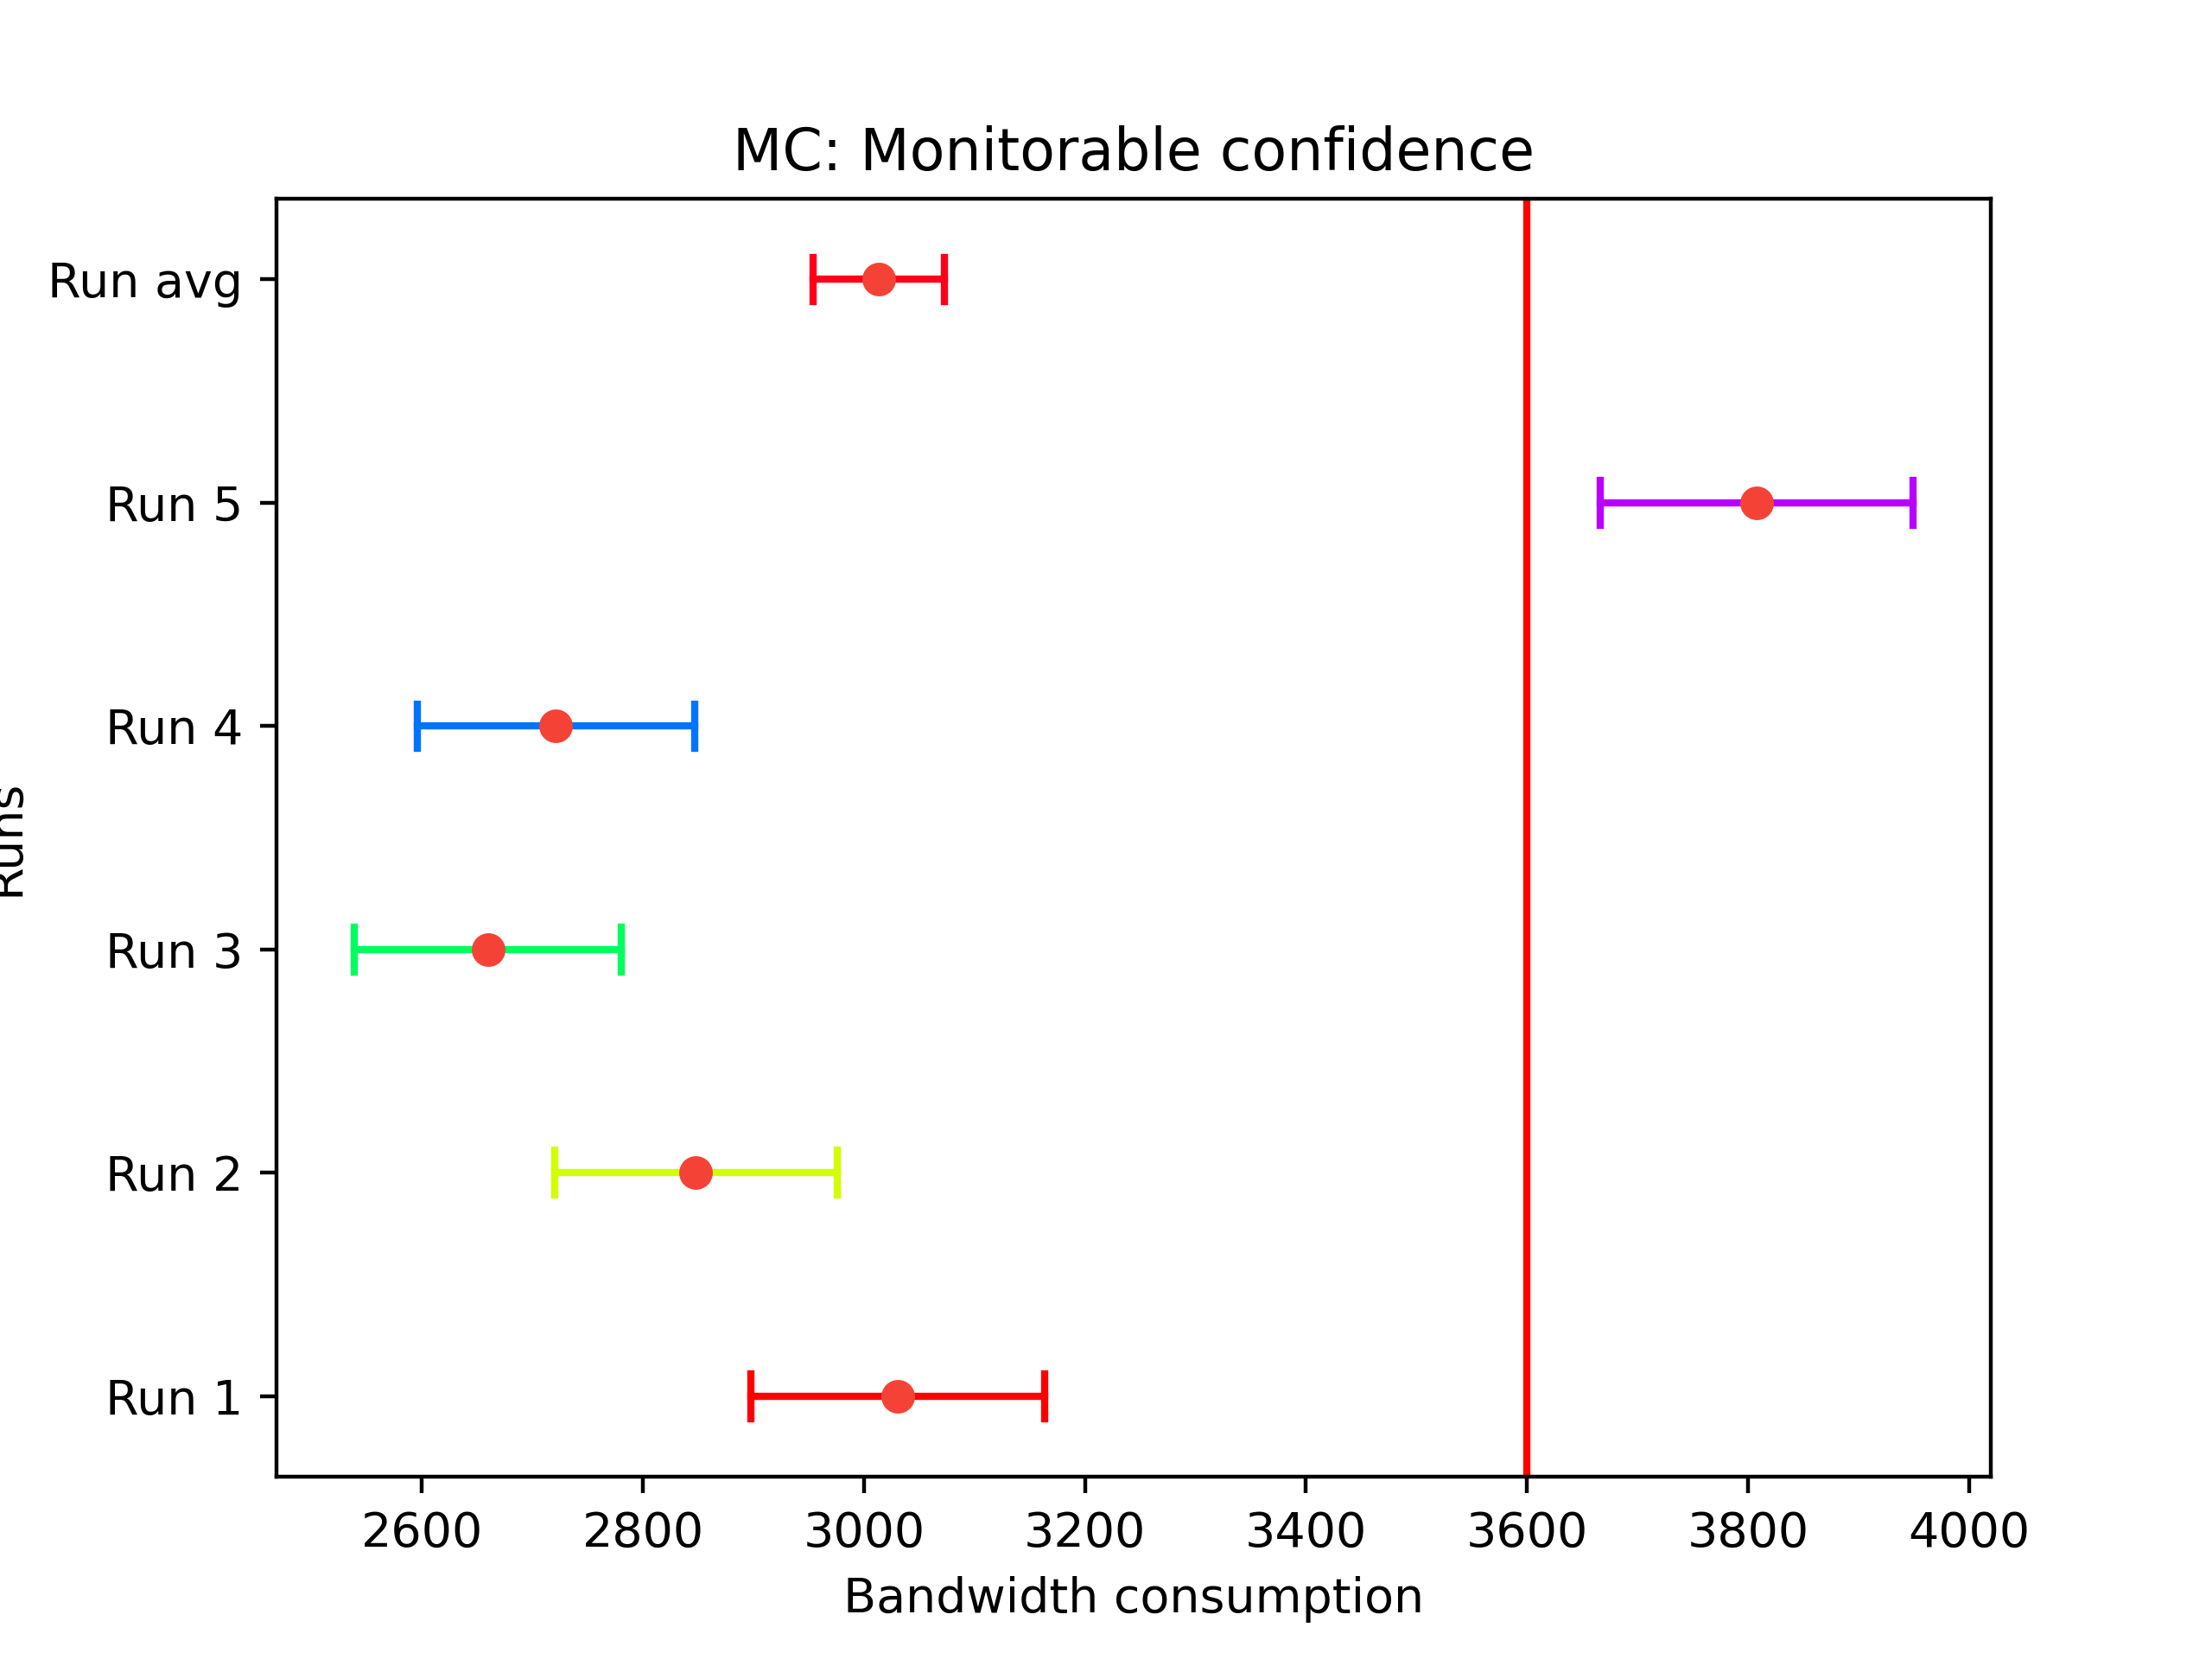 MC: Monitorable confidence
Run avg
Run 5
Run 4
Run 3
Run 2
Run 1
Runs
2600 2800 3000 3200 3400 3600 3800 4000
Bandwidth consumption